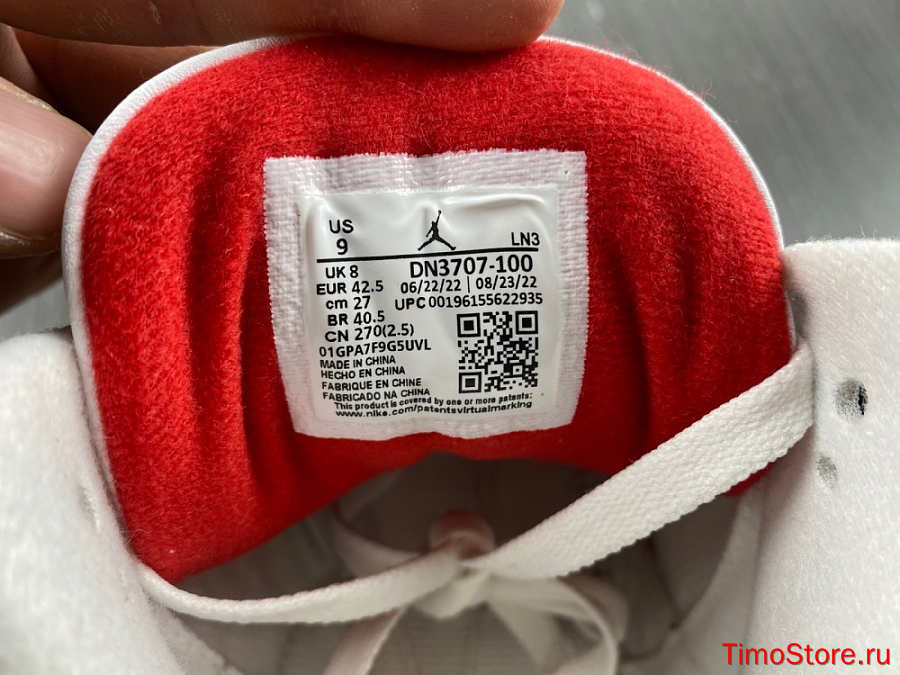 US
9
LN3
UK 8
DN3707-100
EUR 42.5
06/22/22 | 08/23/22
cm 27
UPC 00196155622935
BR 40.5
CN 270(2.5)
01GPA7F9G5UVL
MADE IN CHINA
HECHO EN CHINA
FABRIQUE EN CHINE
FABRICADO NA CHINA
This product is covered by one or more patents:
www.nike.com/patentsvirtualmarking
TimoStore.ru